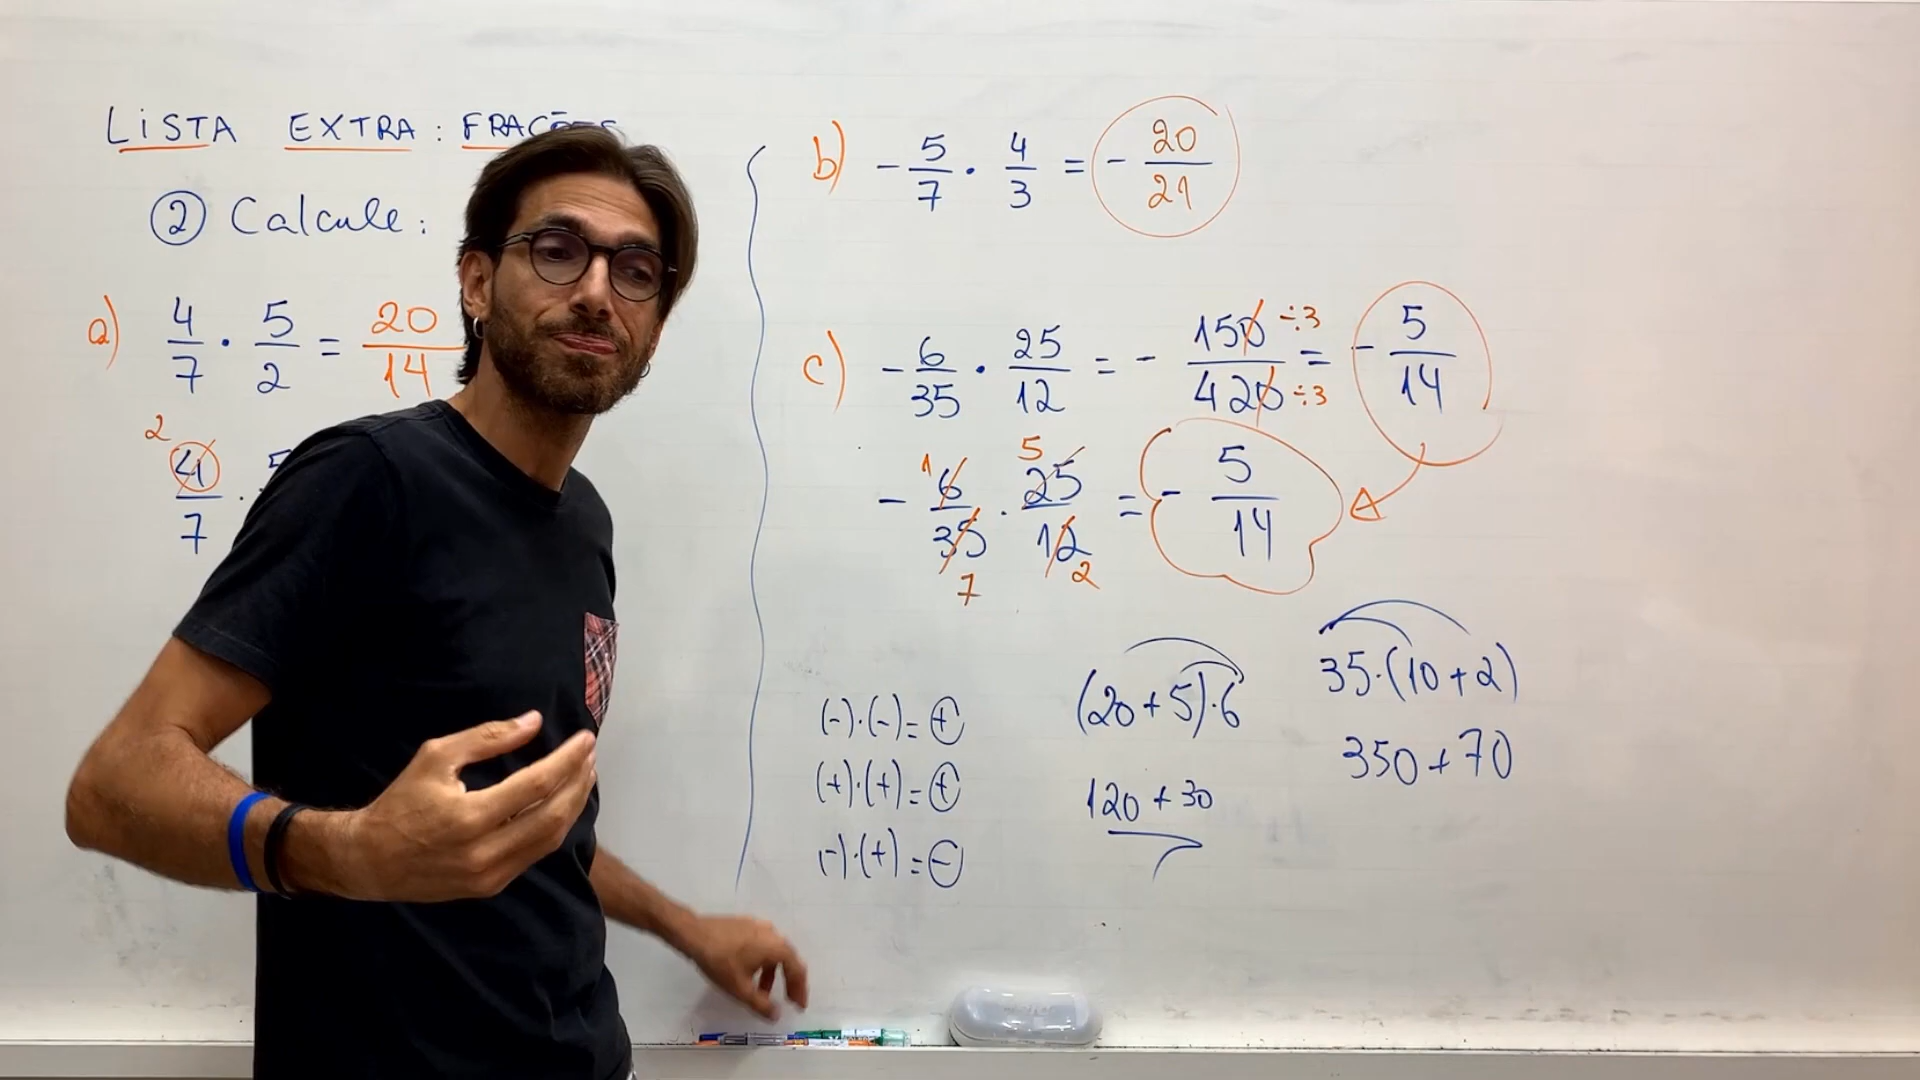 LISTA EXTRA: FRAÇÕES
② Calcule:
a) 4/7 · 5/2 = 20/14
2
4/7 ·
b) -5/7 · 4/3 = -20/21
c) -6/35 · 25/12 = -150/420 ÷3 ÷3 = -5/14
1 5
-6/35 · 25/12 = -5/14
7 2
(-)·(-)=+
(+)·(+)=+
(-)·(+)=-
(20+5)·6
120+30
35·(10+2)
350+70